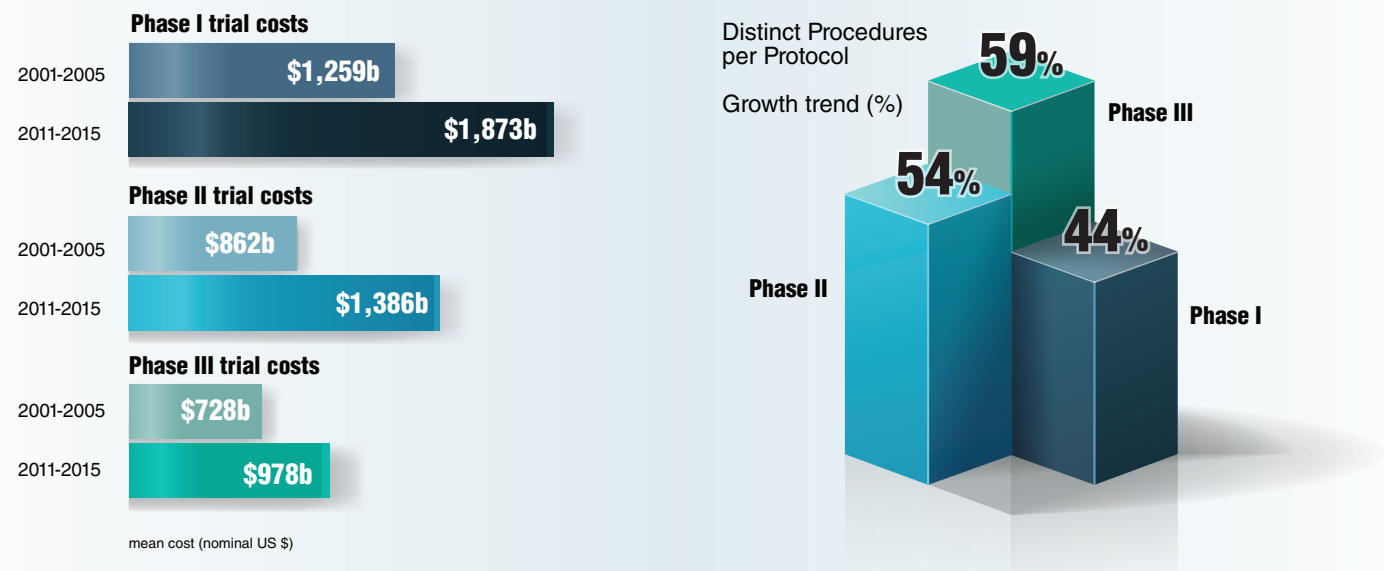 Phase I trial costs
2001-2005
$1,259b
2011-2015
$1,873b
Phase II trial costs
2001-2005
$862b
2011-2015
$1,386b
Phase III trial costs
2001-2005
$728b
2011-2015
$978b
mean cost (nominal US $)
Distinct Procedures
per Protocol
Growth trend (%)
59%
Phase III
54%
Phase II
44%
Phase I